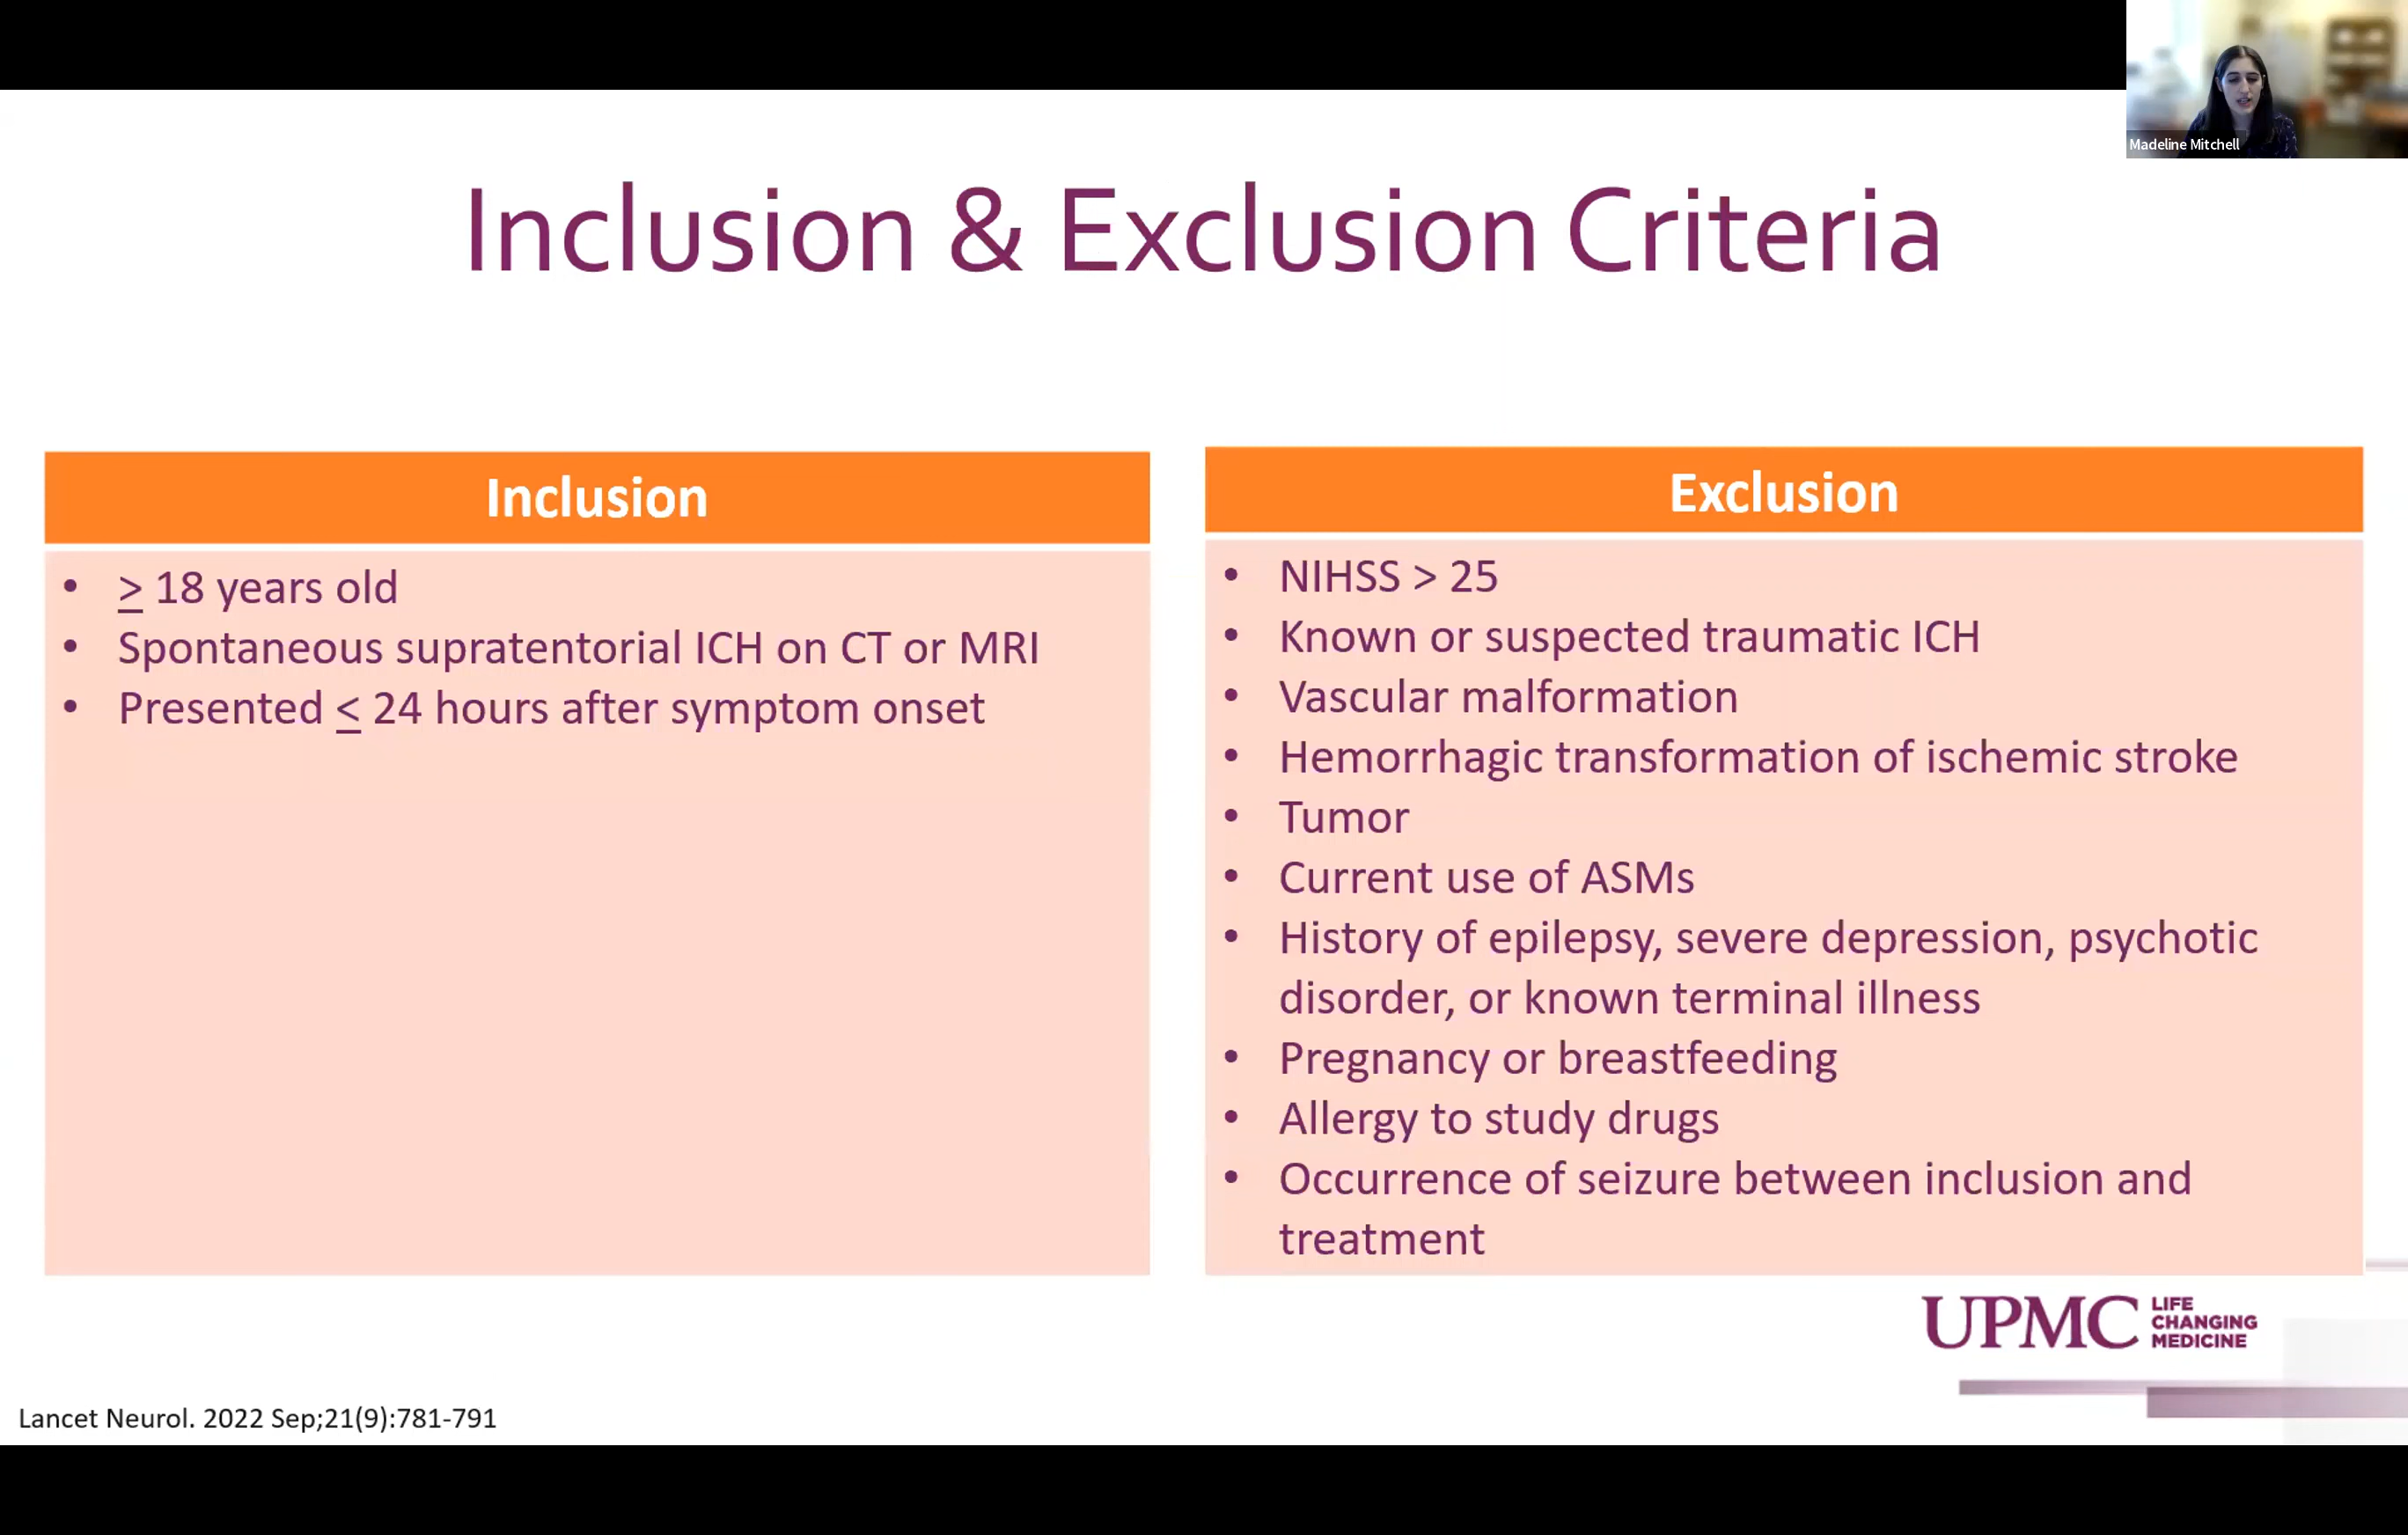 Madeline Mitchell
Inclusion & Exclusion Criteria
Inclusion
• ≥ 18 years old
• Spontaneous supratentorial ICH on CT or MRI
• Presented ≤ 24 hours after symptom onset
Exclusion
• NIHSS > 25
• Known or suspected traumatic ICH
• Vascular malformation
• Hemorrhagic transformation of ischemic stroke
• Tumor
• Current use of ASMs
• History of epilepsy, severe depression, psychotic
disorder, or known terminal illness
• Pregnancy or breastfeeding
• Allergy to study drugs
• Occurrence of seizure between inclusion and
treatment
UPMC LIFE
CHANGING
MEDICINE
Lancet Neurol. 2022 Sep;21(9):781-791